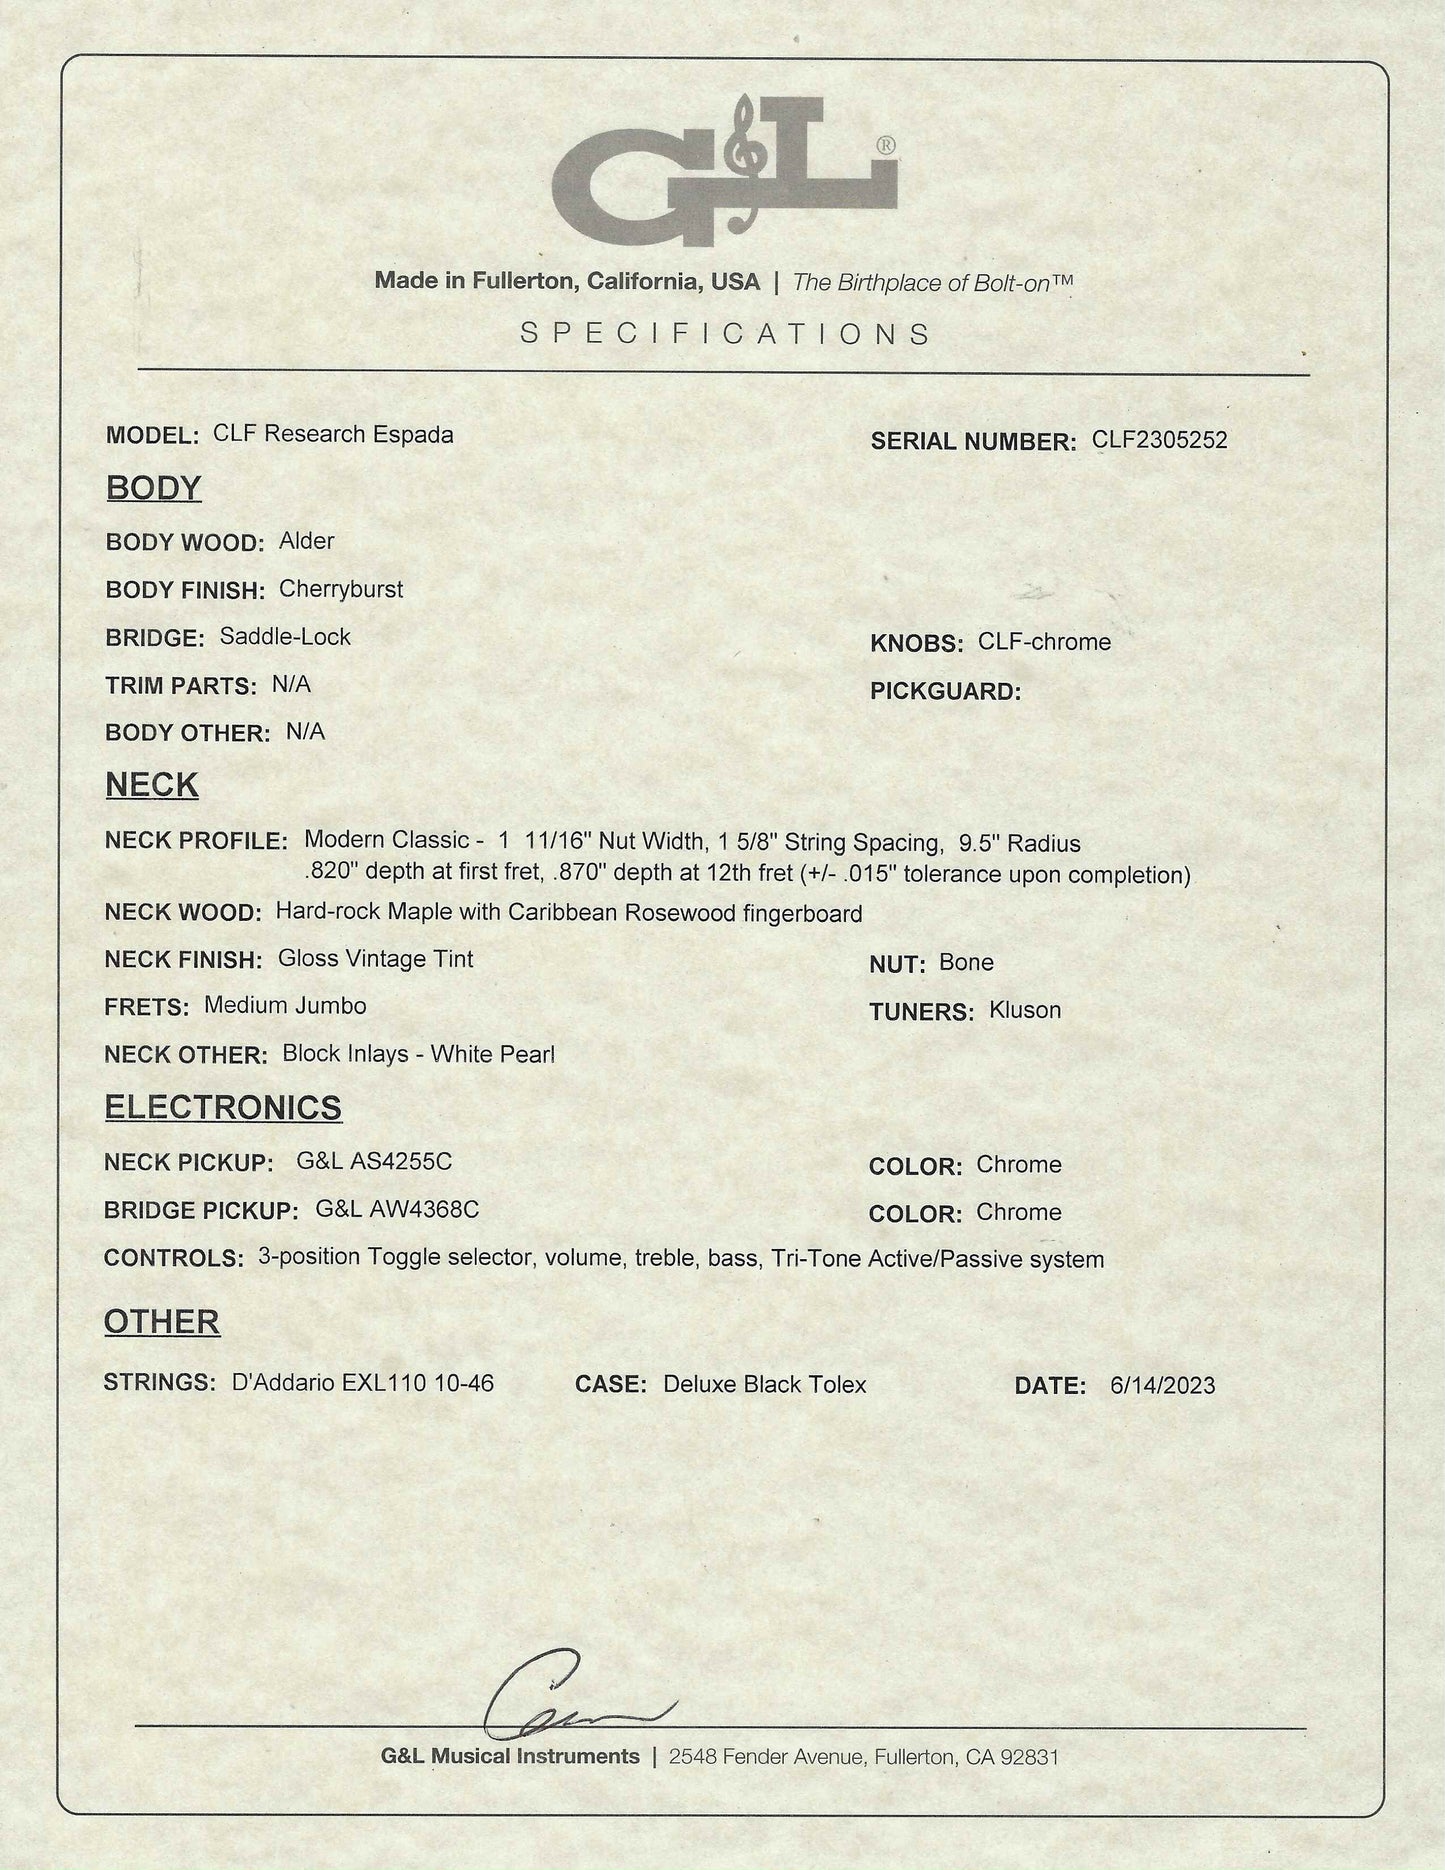 G&L®
Made in Fullerton, California, USA | The Birthplace of Bolt-on™
SPECIFICATIONS
MODEL: CLF Research Espada SERIAL NUMBER: CLF2305252
BODY
BODY WOOD: Alder
BODY FINISH: Cherryburst
BRIDGE: Saddle-Lock KNOBS: CLF-chrome
TRIM PARTS: N/A PICKGUARD:
BODY OTHER: N/A
NECK
NECK PROFILE: Modern Classic - 1 11/16" Nut Width, 1 5/8" String Spacing, 9.5" Radius
.820" depth at first fret, .870" depth at 12th fret (+/- .015" tolerance upon completion)
NECK WOOD: Hard-rock Maple with Caribbean Rosewood fingerboard
NECK FINISH: Gloss Vintage Tint NUT: Bone
FRETS: Medium Jumbo TUNERS: Kluson
NECK OTHER: Block Inlays - White Pearl
ELECTRONICS
NECK PICKUP: G&L AS4255C COLOR: Chrome
BRIDGE PICKUP: G&L AW4368C COLOR: Chrome
CONTROLS: 3-position Toggle selector, volume, treble, bass, Tri-Tone Active/Passive system
OTHER
STRINGS: D'Addario EXL110 10-46 CASE: Deluxe Black Tolex DATE: 6/14/2023
G&L Musical Instruments | 2548 Fender Avenue, Fullerton, CA 92831